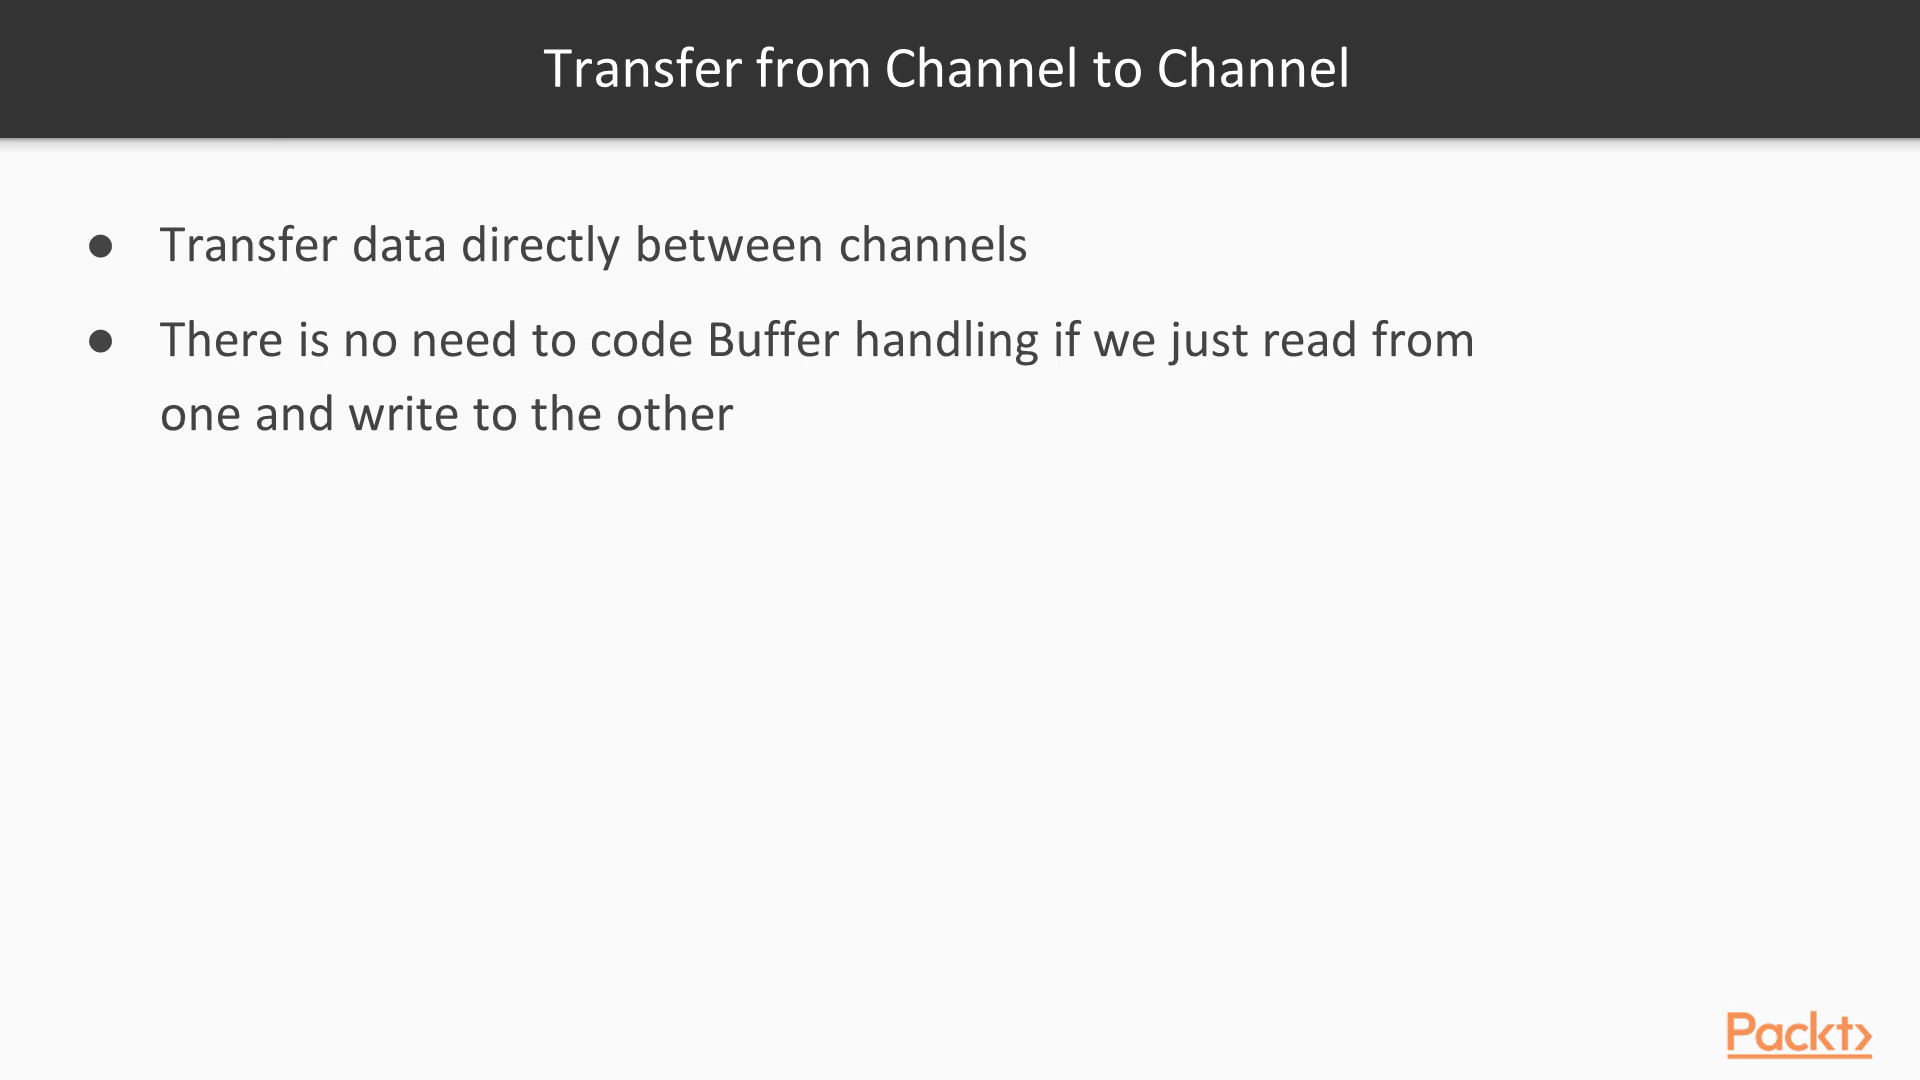 Transfer from Channel to Channel
● Transfer data directly between channels
● There is no need to code Buffer handling if we just read from
one and write to the other
Packt>